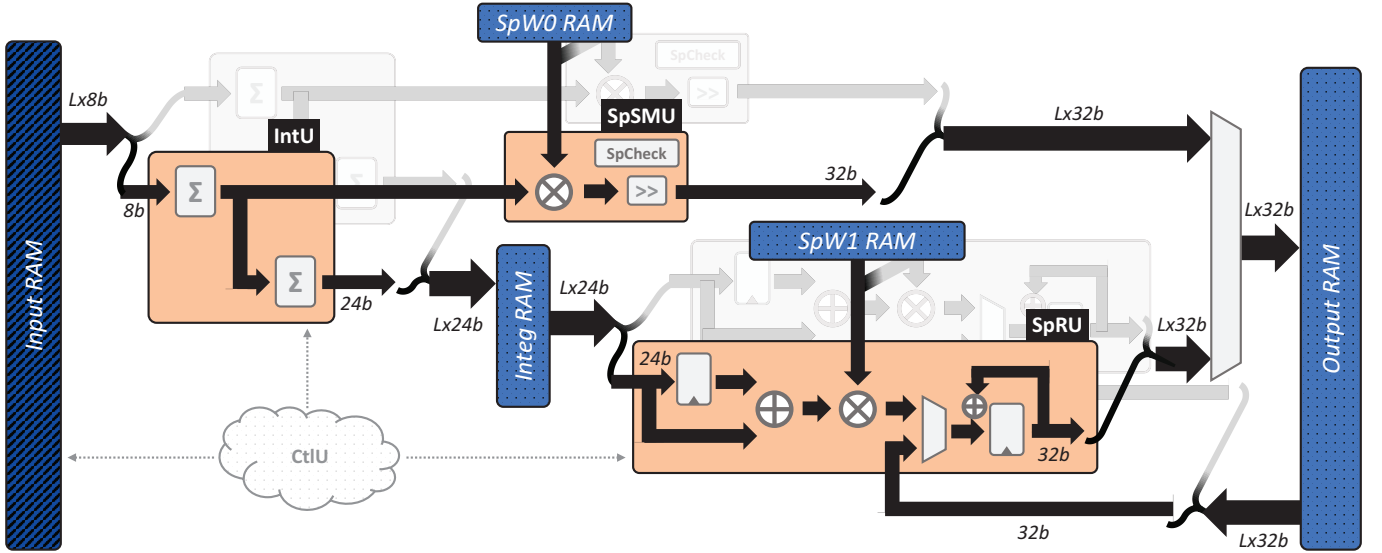 SpW0 RAM
SpCheck
Σ
>>
Lx8b
Lx32b
IntU
SpSMU
SpCheck
Σ
>>
32b
8b
Σ
SpW1 RAM
Lx32b
Input RAM
Σ
24b
Lx24b
Lx24b
Integ RAM
SpRU
Lx32b
Output RAM
24b
CtlU
32b
32b
Lx32b